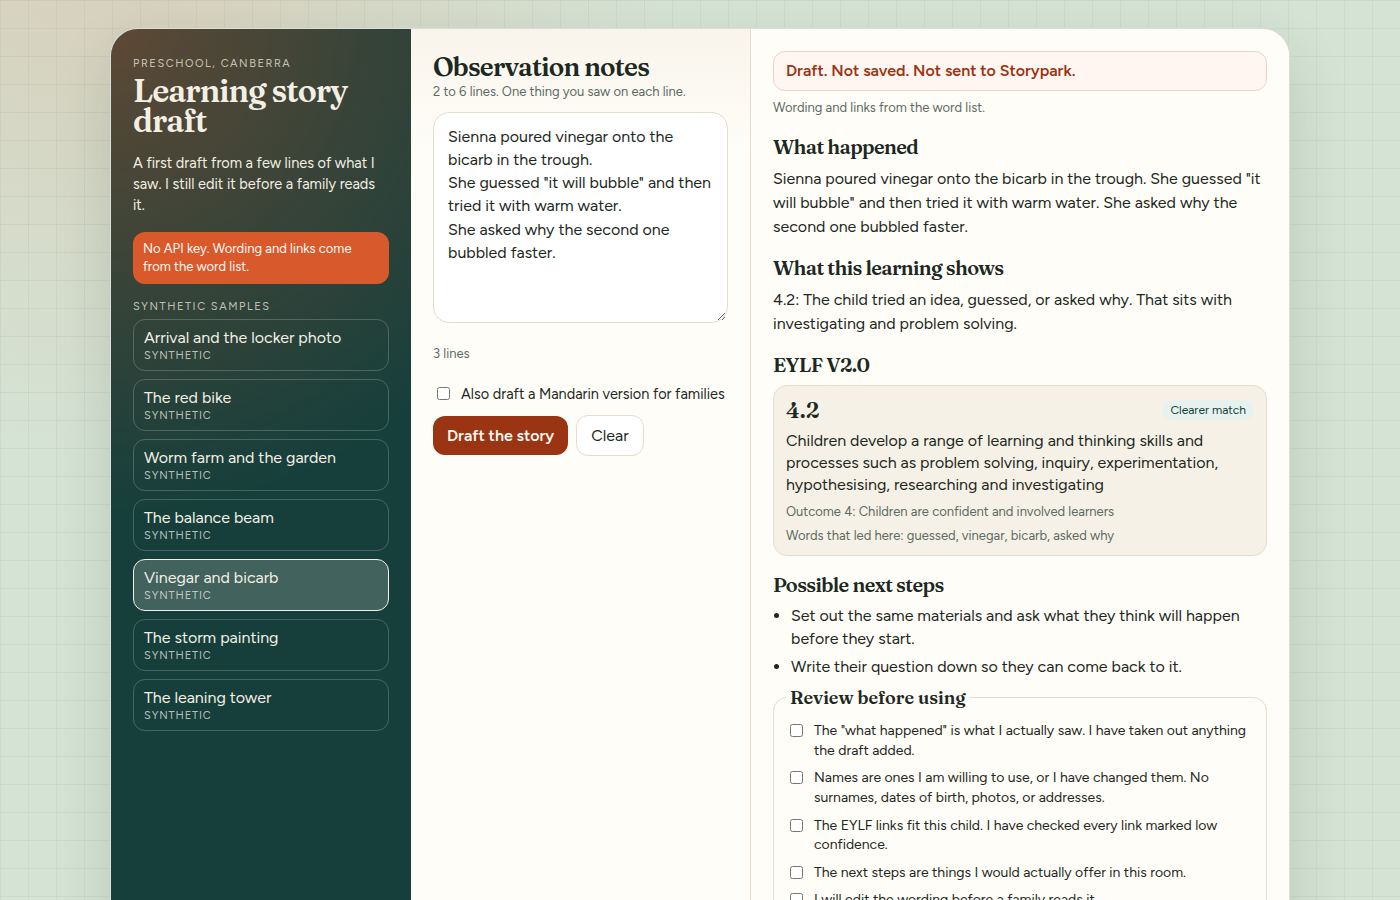 PRESCHOOL, CANBERRA
Learning story
draft
A first draft from a few lines of what I
saw. I still edit it before a family reads
it.
No API key. Wording and links come
from the word list.
SYNTHETIC SAMPLES
Arrival and the locker photo
SYNTHETIC
The red bike
SYNTHETIC
Worm farm and the garden
SYNTHETIC
The balance beam
SYNTHETIC
Vinegar and bicarb
SYNTHETIC
The storm painting
SYNTHETIC
The leaning tower
SYNTHETIC
Observation notes
2 to 6 lines. One thing you saw on each line.
Sienna poured vinegar onto the
bicarb in the trough.
She guessed "it will bubble" and then
tried it with warm water.
She asked why the second one
bubbled faster.
3 lines
Also draft a Mandarin version for families
Draft the story
Clear
Draft. Not saved. Not sent to Storypark.
Wording and links from the word list.
What happened
Sienna poured vinegar onto the bicarb in the trough. She guessed "it
will bubble" and then tried it with warm water. She asked why the
second one bubbled faster.
What this learning shows
4.2: The child tried an idea, guessed, or asked why. That sits with
investigating and problem solving.
EYLF V2.0
4.2
Clearer match
Children develop a range of learning and thinking skills and
processes such as problem solving, inquiry, experimentation,
hypothesising, researching and investigating
Outcome 4: Children are confident and involved learners
Words that led here: guessed, vinegar, bicarb, asked why
Possible next steps
• Set out the same materials and ask what they think will happen
before they start.
• Write their question down so they can come back to it.
Review before using
The "what happened" is what I actually saw. I have taken out anything
the draft added.
Names are ones I am willing to use, or I have changed them. No
surnames, dates of birth, photos, or addresses.
The EYLF links fit this child. I have checked every link marked low
confidence.
The next steps are things I would actually offer in this room.
I will edit the wording before a family reads it.